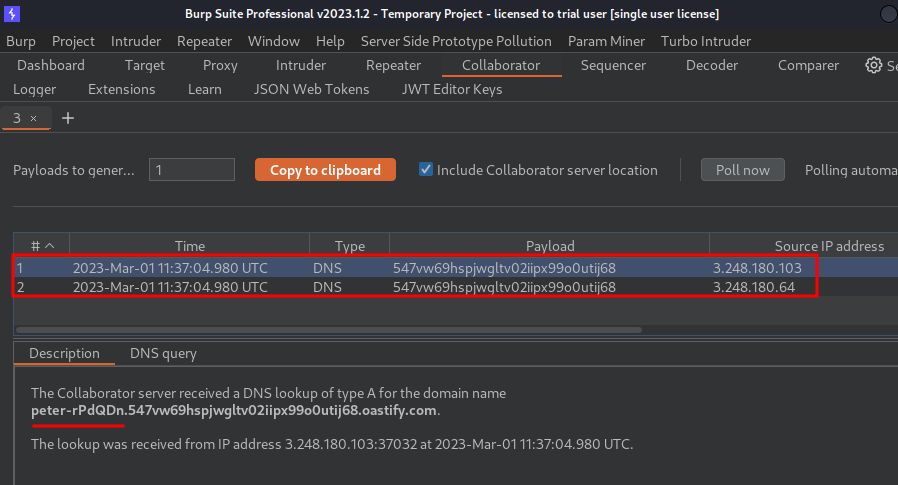 Burp Suite Professional v2023.1.2 - Temporary Project - licensed to trial user [single user license]
Burp Project Intruder Repeater Window Help Server Side Prototype Pollution Param Miner Turbo Intruder
Dashboard Target Proxy Intruder Repeater Collaborator Sequencer Decoder Comparer Se
Logger Extensions Learn JSON Web Tokens JWT Editor Keys
3 × +
Payloads to gener... 1 Copy to clipboard Include Collaborator server location Poll now Polling automa
# Time Type Payload Source IP address
1 2023-Mar-01 11:37:04.980 UTC DNS 547vw69hspjwgltv02iipx99o0utij68 3.248.180.103
2 2023-Mar-01 11:37:04.980 UTC DNS 547vw69hspjwgltv02iipx99o0utij68 3.248.180.64
Description DNS query
The Collaborator server received a DNS lookup of type A for the domain name
peter-rPdQDn.547vw69hspjwgltv02iipx99o0utij68.oastify.com.
The lookup was received from IP address 3.248.180.103:37032 at 2023-Mar-01 11:37:04.980 UTC.